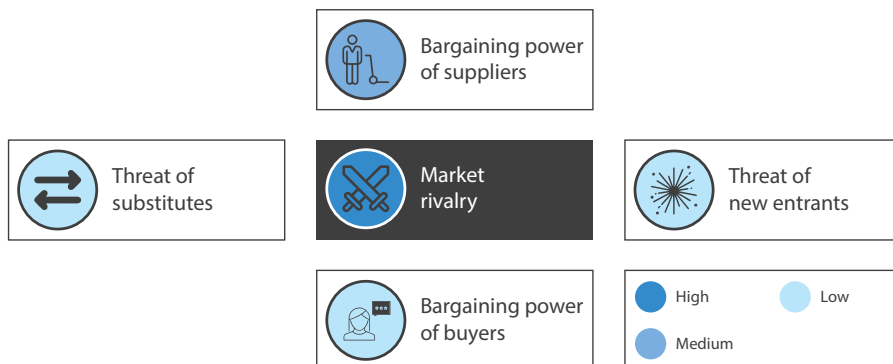 Bargaining power
of suppliers
Threat of
substitutes
Market
rivalry
Threat of
new entrants
Bargaining power
of buyers
High
Low
Medium